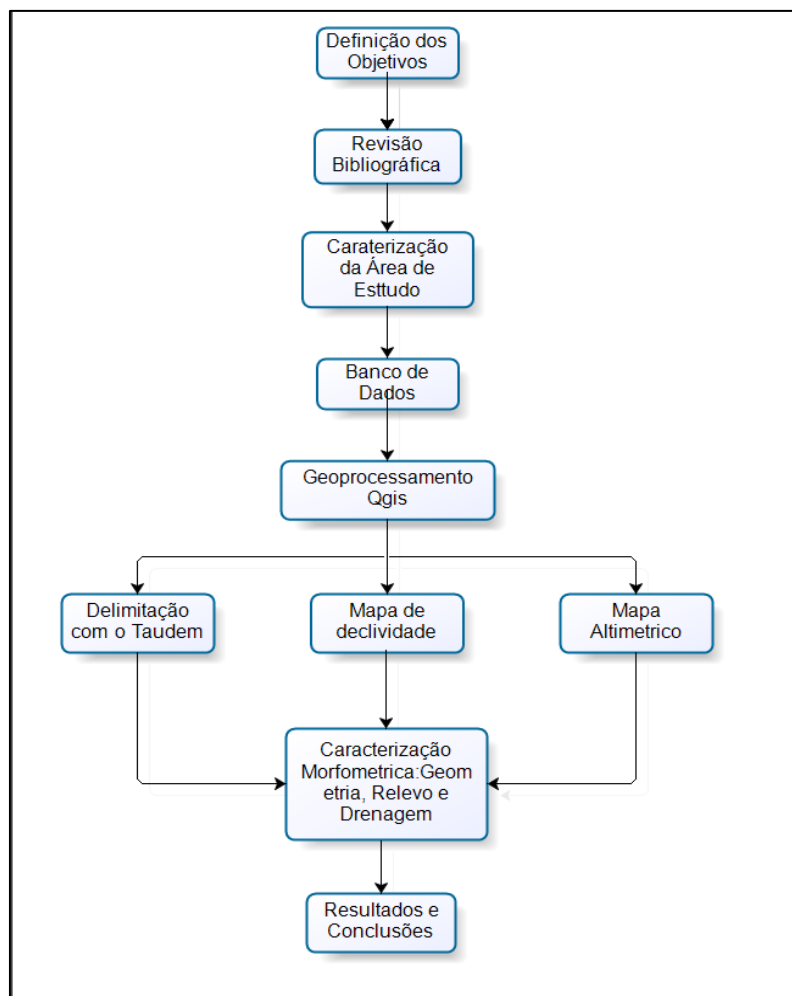 Definição dos
Objetivos
Revisão
Bibliográfica
Caraterização
da Área de
Esttudo
Banco de
Dados
Geoprocessamento
Qgis
Delimitação
com o Taudem
Mapa de
declividade
Mapa
Altimetrico
Caracterização
Morfometrica:Geom
etria, Relevo e
Drenagem
Resultados e
Conclusões